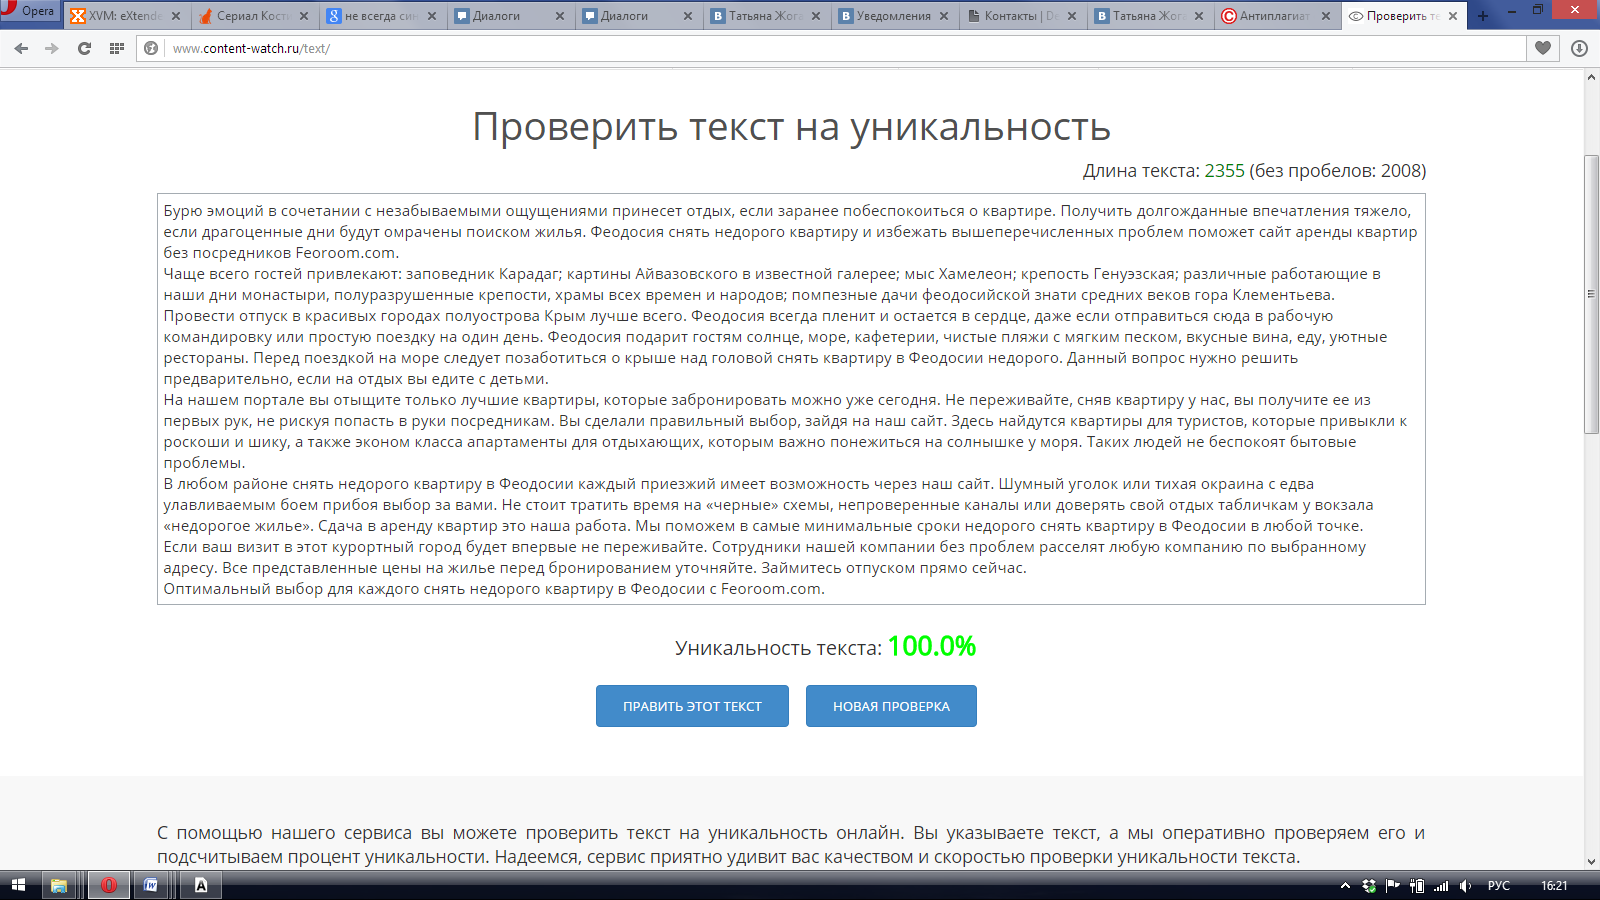 Opera
XVM: eXtende
Сериал Кост
не всегда син
Диалоги
Диалоги
Татьяна Жога
Уведомления
Контакты | De
Татьяна Жога
Антиплагиат
Проверить те
www.content-watch.ru/text/
Проверить текст на уникальность
Длина текста: 2355 (без пробелов: 2008)
Бурю эмоций в сочетании с незабываемыми ощущениями принесет отдых, если заранее побеспокоиться о квартире. Получить долгожданные впечатления тяжело,
если драгоценные дни будут омрачены поиском жилья. Феодосия снять недорого квартиру и избежать вышеперечисленных проблем поможет сайт аренды квартир
без посредников Feoroom.com.
Чаще всего гостей привлекают: заповедник Карадаг; картины Айвазовского в известной галерее; мыс Хамелеон; крепость Генуэзская; различные работающие в
наши дни монастыри, полуразрушенные крепости, храмы всех времен и народов; помпезные дачи феодосийской знати средних веков гора Клементьева.
Провести отпуск в красивых городах полуострова Крым лучше всего. Феодосия всегда пленит и остается в сердце, даже если отправиться сюда в рабочую
командировку или простую поездку на один день. Феодосия подарит гостям солнце, море, кафетерии, чистые пляжи с мягким песком, вкусные вина, еду, уютные
рестораны. Перед поездкой на море следует позаботиться о крыше над головой снять квартиру в Феодосии недорого. Данный вопрос нужно решить
предварительно, если на отдых вы едите с детьми.
На нашем портале вы отыщите только лучшие квартиры, которые забронировать можно уже сегодня. Не переживайте, сняв квартиру у нас, вы получите ее из
первых рук, не рискуя попасть в руки посредникам. Вы сделали правильный выбор, зайдя на наш сайт. Здесь найдутся квартиры для туристов, которые привыкли к
роскоши и шику, а также эконом класса апартаменты для отдыхающих, которым важно понежиться на солнышке у моря. Таких людей не беспокоят бытовые
проблемы.
В любом районе снять недорого квартиру в Феодосии каждый приезжий имеет возможность через наш сайт. Шумный уголок или тихая окраина с едва
улавливаемым боем прибоя выбор за вами. Не стоит тратить время на «черные» схемы, непроверенные каналы или доверять свой отдых табличкам у вокзала
«недорогое жилье». Сдача в аренду квартир это наша работа. Мы поможем в самые минимальные сроки недорого снять квартиру в Феодосии в любой точке.
Если ваш визит в этот курортный город будет впервые не переживайте. Сотрудники нашей компании без проблем расселят любую компанию по выбранному
адресу. Все представленные цены на жилье перед бронированием уточняйте. Займитесь отпуском прямо сейчас.
Оптимальный выбор для каждого снять недорого квартиру в Феодосии с Feoroom.com.
Уникальность текста: 100.0%
ПРАВИТЬ ЭТОТ ТЕКСТ
НОВАЯ ПРОВЕРКА
С помощью нашего сервиса вы можете проверить текст на уникальность онлайн. Вы указываете текст, а мы оперативно проверяем его и
подсчитываем процент уникальности. Надеемся, сервис приятно удивит вас качеством и скоростью проверки уникальности текста.
РУС
16:21